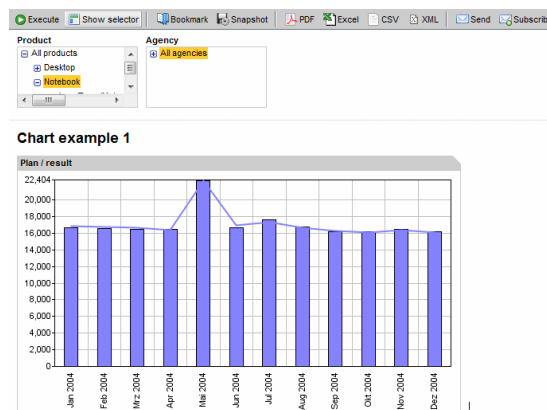 Execute Show selector Bookmark Snapshot PDF Excel CSV XML Send Subscrib
Product Agency
All products All agencies
Desktop
Notebook
Chart example 1
Plan / result
22,404
20,000
18,000
16,000
14,000
12,000
10,000
8,000
6,000
4,000
2,000
0
Jan 2004
Feb 2004
Mrz 2004
Apr 2004
Mai 2004
Jun 2004
Jul 2004
Aug 2004
Sep 2004
Okt 2004
Nov 2004
Dez 2004